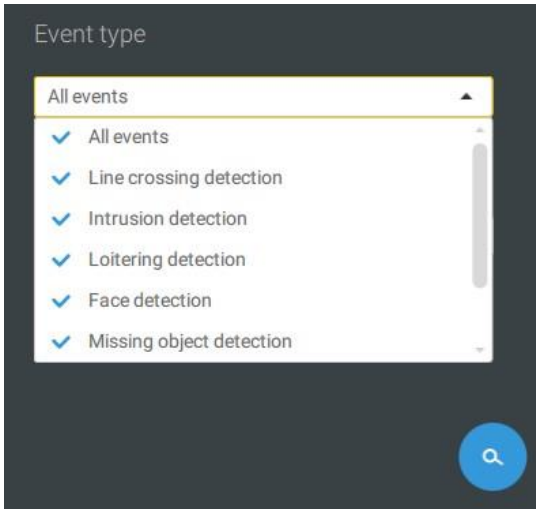 Event type
All events
All events
Line crossing detection
Intrusion detection
Loitering detection
Face detection
Missing object detection